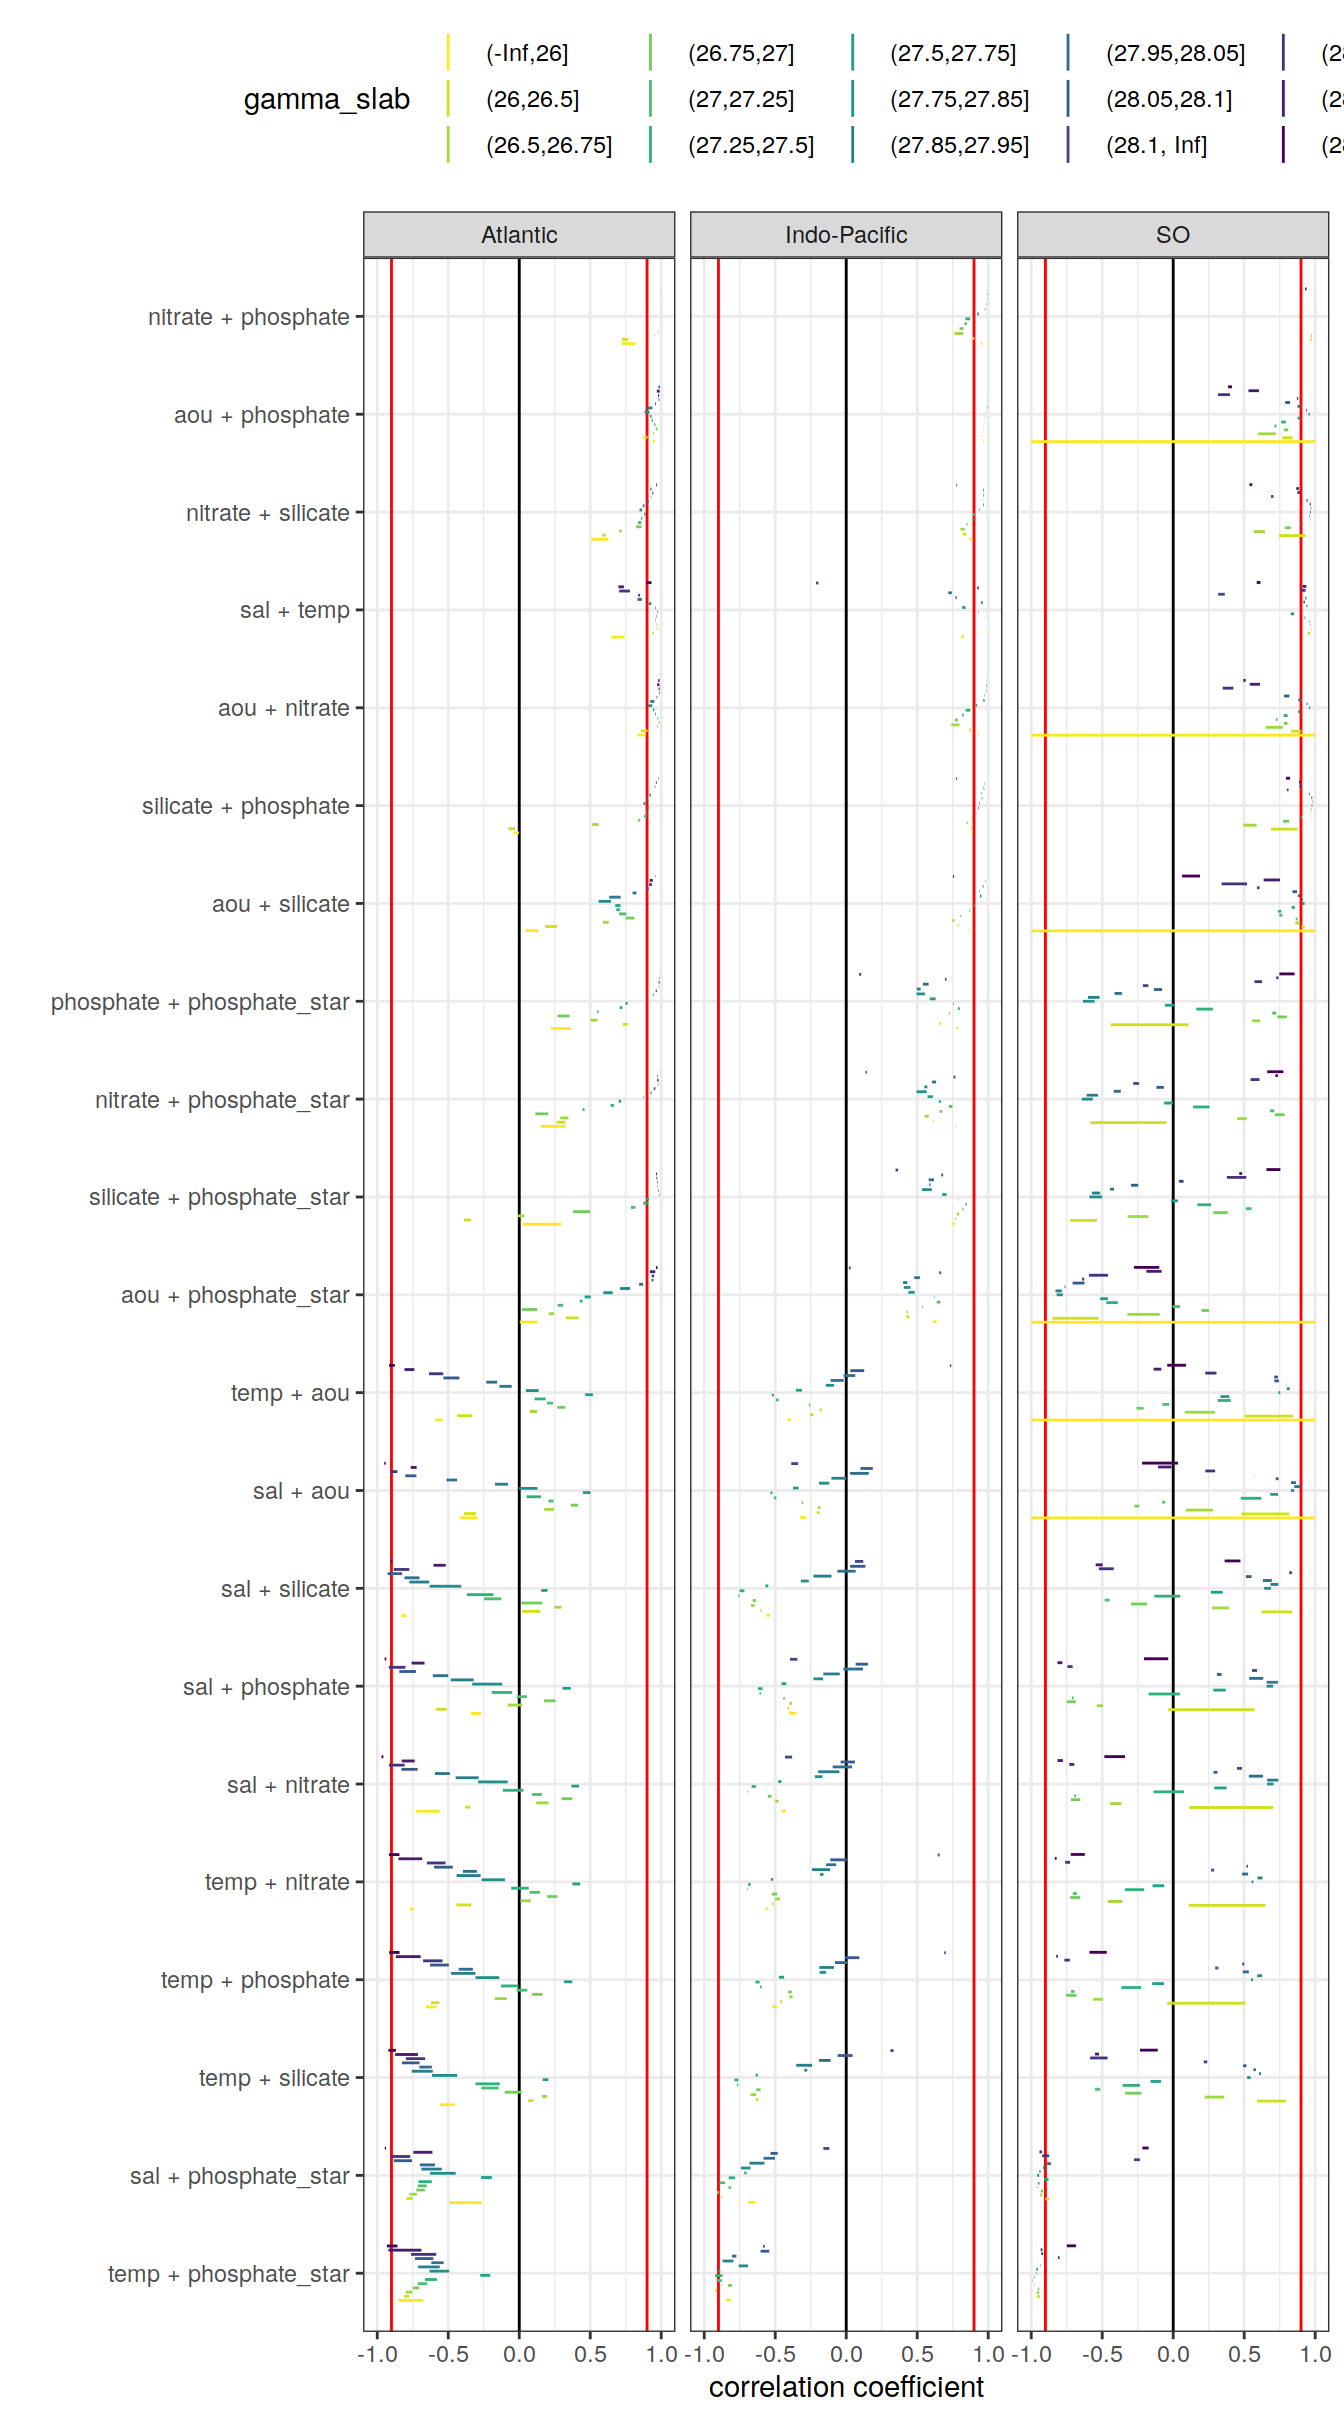 (-Inf,26] (26.75,27] (27.5,27.75] (27.95,28.05]
gamma_slab (26,26.5] (27,27.25] (27.75,27.85] (28.05,28.1]
(26.5,26.75] (27.25,27.5] (27.85,27.95] (28.1, Inf]
Atlantic Indo-Pacific SO
nitrate + phosphate
aou + phosphate
nitrate + silicate
sal + temp
aou + nitrate
silicate + phosphate
aou + silicate
phosphate + phosphate_star
nitrate + phosphate_star
silicate + phosphate_star
aou + phosphate_star
temp + aou
sal + aou
sal + silicate
sal + phosphate
sal + nitrate
temp + nitrate
temp + phosphate
temp + silicate
sal + phosphate_star
temp + phosphate_star
-1.0 -0.5 0.0 0.5 1.0 -1.0 -0.5 0.0 0.5 1.0 -1.0 -0.5 0.0 0.5 1.0
correlation coefficient